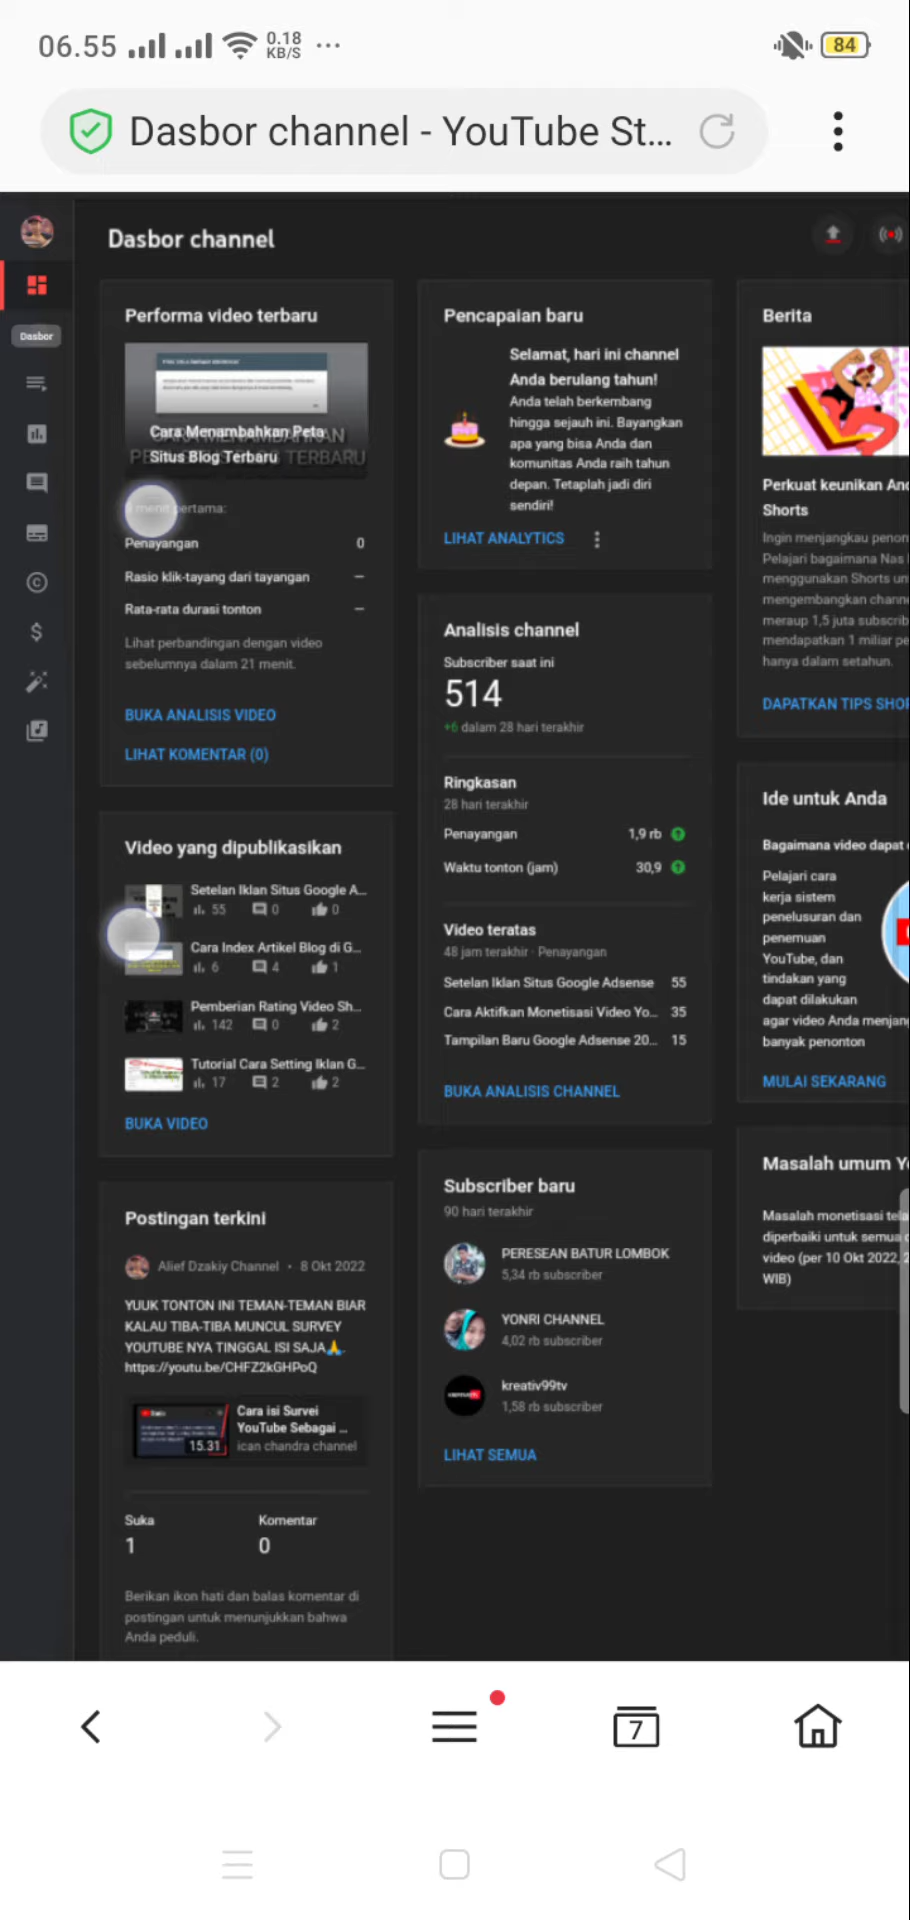 06.55
0.18
KB/S
84
Dasbor channel - YouTube St...
Dasbor channel
Dasbor
Performa video terbaru
Cara Menambahkan Peta
Situs Blog Terbaru
menit pertama:
Penayangan 0
Rasio klik-tayang dari tayangan –
Rata-rata durasi tonton –
Lihat perbandingan dengan video
sebelumnya dalam 21 menit.
BUKA ANALISIS VIDEO
LIHAT KOMENTAR (0)
Video yang dipublikasikan
Setelan Iklan Situs Google A...
55 0 0
Cara Index Artikel Blog di G...
6 4 1
Pemberian Rating Video Sh...
142 0 2
Tutorial Cara Setting Iklan G...
17 2 2
BUKA VIDEO
Postingan terkini
Alief Dzakiy Channel • 8 Okt 2022
YUUK TONTON INI TEMAN-TEMAN BIAR
KALAU TIBA-TIBA MUNCUL SURVEY
YOUTUBE NYA TINGGAL ISI SAJA🙏.
https://youtu.be/CHFZ2kGHPoQ
15.31
Cara isi Survei
YouTube Sebagai ...
ican chandra channel
Suka Komentar
1 0
Berikan ikon hati dan balas komentar di
postingan untuk menunjukkan bahwa
Anda peduli.
Pencapaian baru
Selamat, hari ini channel
Anda berulang tahun!
Anda telah berkembang
hingga sejauh ini. Bayangkan
apa yang bisa Anda dan
komunitas Anda raih tahun
depan. Tetaplah jadi diri
sendiri!
LIHAT ANALYTICS
Analisis channel
Subscriber saat ini
514
+6 dalam 28 hari terakhir
Ringkasan
28 hari terakhir
Penayangan 1,9 rb
Waktu tonton (jam) 30,9
Video teratas
48 jam terakhir · Penayangan
Setelan Iklan Situs Google Adsense 55
Cara Aktifkan Monetisasi Video Yo... 35
Tampilan Baru Google Adsense 20... 15
BUKA ANALISIS CHANNEL
Subscriber baru
90 hari terakhir
PERESEAN BATUR LOMBOK
5,34 rb subscriber
YONRI CHANNEL
4,02 rb subscriber
kreativ99tv
1,58 rb subscriber
LIHAT SEMUA
Berita
Perkuat keunikan And
Shorts
Ingin menjangkau penon
Pelajari bagaimana Nas
menggunakan Shorts un
mengembangkan chann
meraup 1,5 juta subscrib
mendapatkan 1 miliar pe
hanya dalam setahun.
DAPATKAN TIPS SHOR
Ide untuk Anda
Bagaimana video dapat
Pelajari cara
kerja sistem
penelusuran dan
penemuan
YouTube, dan
tindakan yang
dapat dilakukan
agar video Anda menjang
banyak penonton
MULAI SEKARANG
Masalah umum Y
Masalah monetisasi tela
diperbaiki untuk semua
video (per 10 Okt 2022, 2
WIB)
7